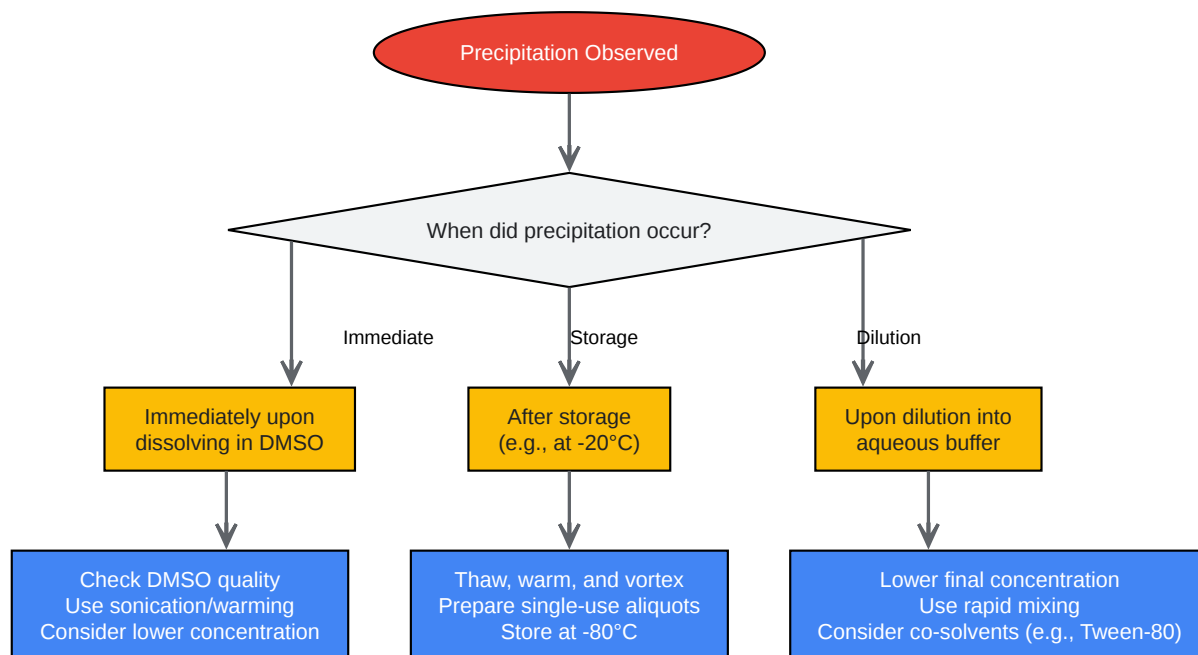 Precipitation Observed
When did precipitation occur?
Immediate
Storage
Dilution
Immediately upon
dissolving in DMSO
After storage
(e.g., at -20°C)
Upon dilution into
aqueous buffer
Check DMSO quality
Use sonication/warming
Consider lower concentration
Thaw, warm, and vortex
Prepare single-use aliquots
Store at -80°C
Lower final concentration
Use rapid mixing
Consider co-solvents (e.g., Tween-80)